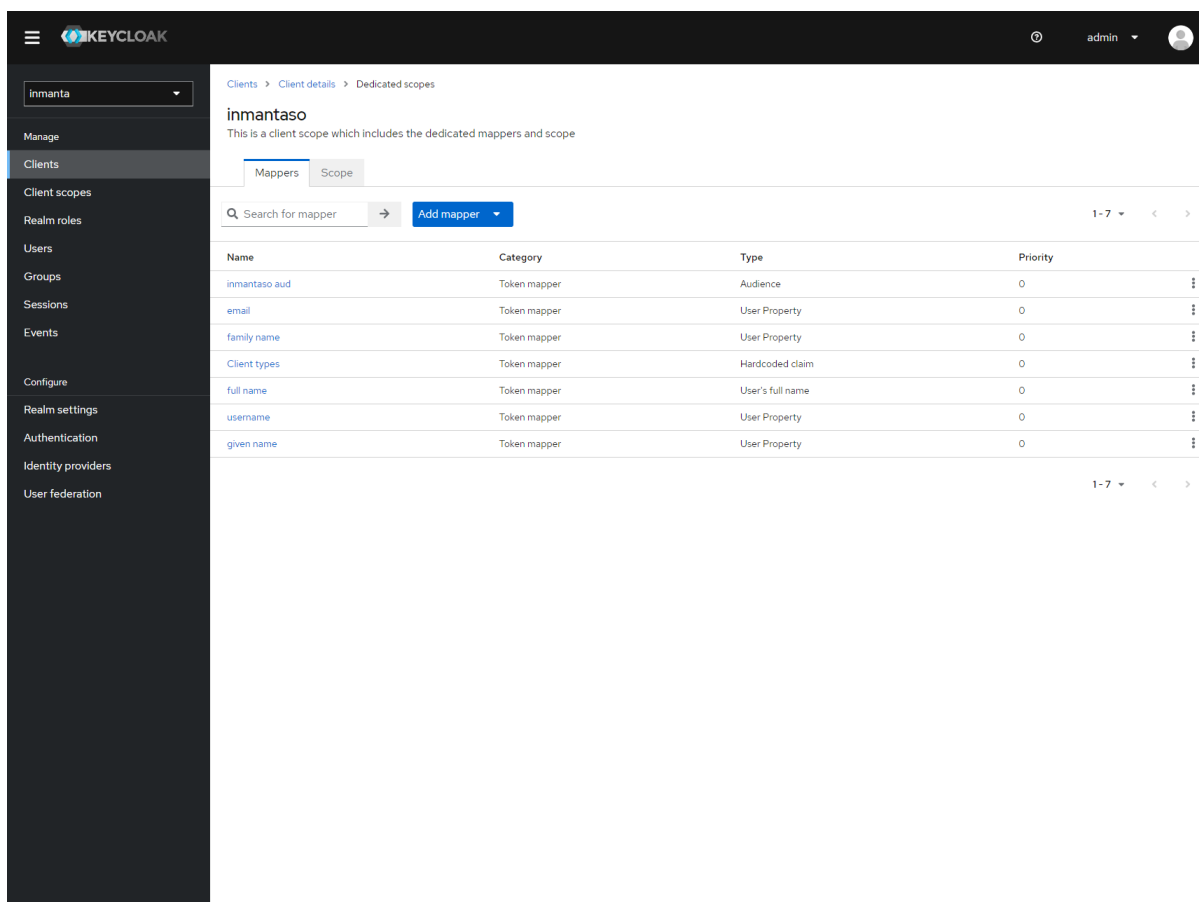 KEYCLOAK
admin
inmanta
Manage
Clients
Client scopes
Realm roles
Users
Groups
Sessions
Events
Configure
Realm settings
Authentication
Identity providers
User federation
Clients > Client details > Dedicated scopes
inmantaso
This is a client scope which includes the dedicated mappers and scope
Mappers Scope
Search for mapper Add mapper 1 - 7
Name Category Type Priority
inmantaso aud Token mapper Audience 0
email Token mapper User Property 0
family name Token mapper User Property 0
Client types Token mapper Hardcoded claim 0
full name Token mapper User's full name 0
username Token mapper User Property 0
given name Token mapper User Property 0
1 - 7